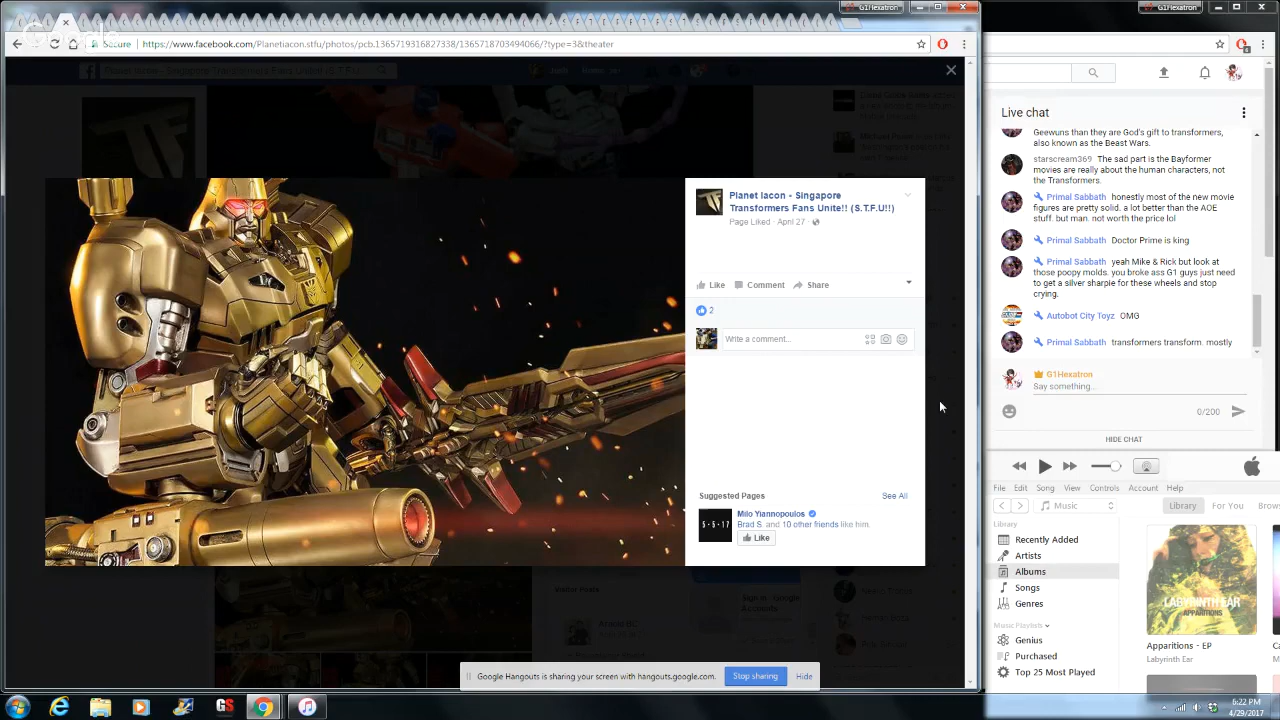 G1Hexatron
G1Hexatron
Secure
https://www.facebook.com/Planetiacon.stfu/photos/pcb.1365719316827338/1365718703494066/?type=3&theater
Planet Iacon - Singapore
Transformers Fans Unite!! (S.T.F.U!!)
Page Liked · April 27 ·
Like Comment Share
2
Write a comment...
Suggested Pages See All
Milo Yiannopoulos
Brad S. and 10 other friends like him.
Like
5·5·17
Visitor Posts
Google Hangouts is sharing your screen with hangouts.google.com. Stop sharing Hide
Live chat
Geewuns than they are God's gift to transformers,
also known as the Beast Wars.
starscream369 The sad part is the Bayformer
movies are really about the human characters, not
the Transformers.
Primal Sabbath honestly most of the new movie
figures are pretty solid. a lot better than the AOE
stuff. but man. not worth the price lol
Primal Sabbath Doctor Prime is king
Primal Sabbath yeah Mike & Rick but look at
those poopy molds. you broke ass G1 guys just need
to get a silver sharpie for these wheels and stop
crying.
Autobot City Toyz OMG
Primal Sabbath transformers transform. mostly
G1Hexatron
Say something...
0/200
HIDE CHAT
File Edit Song View Controls Account Help
Music Library For You Brows
Library
Recently Added
Artists
Albums
Songs
Genres
Music Playlists
Genius
Purchased
Top 25 Most Played
LABYRINTH EAR
APPARITIONS
Apparitions - EP
Labyrinth Ear
Ca
GS
6:22 PM
4/29/2017